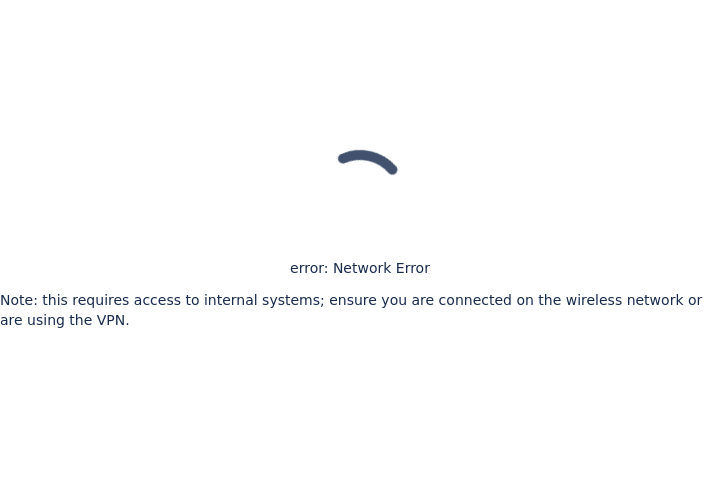 error: Network Error
Note: this requires access to internal systems; ensure you are connected on the wireless network or
are using the VPN.